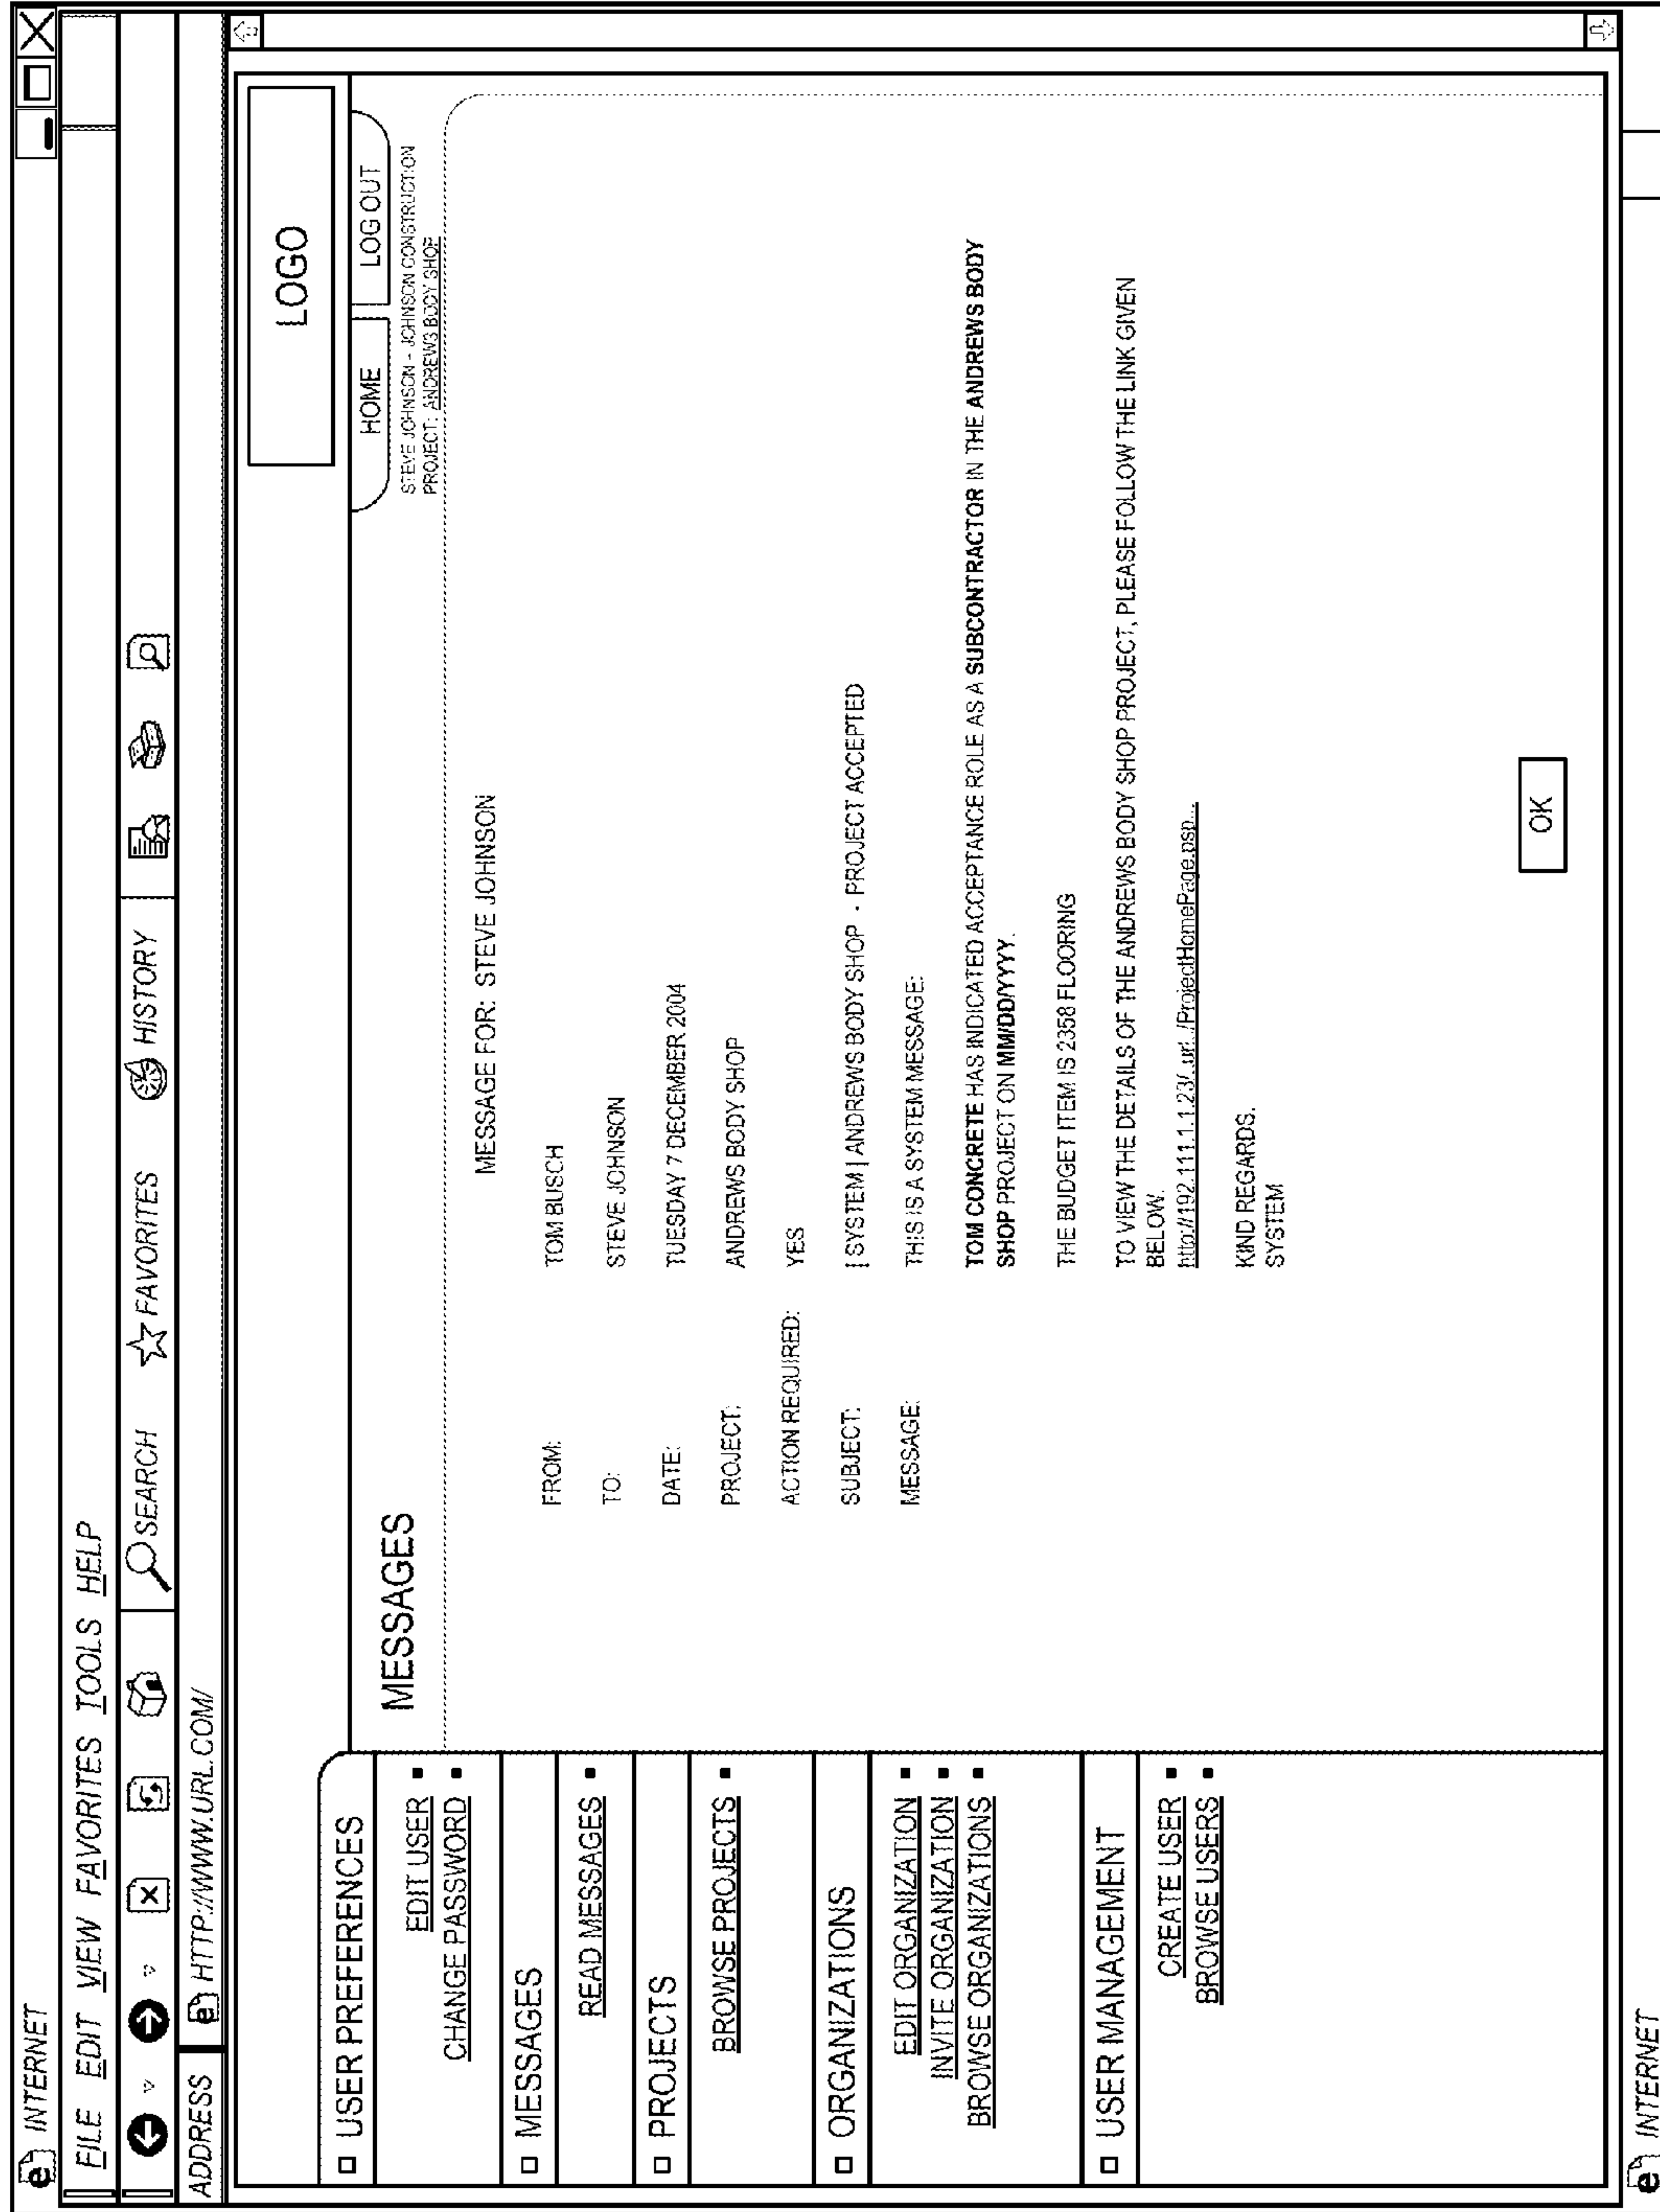 INTERNET
FILE EDIT VIEW FAVORITES TOOLS HELP
SEARCH FAVORITES HISTORY
ADDRESS HTTP://WWW.URL.COM/
LOGO
HOME LOG OUT
STEVE JOHNSON - JOHNSON CONSTRUCTION
PROJECT: ANDREWS BODY SHOP
USER PREFERENCES
EDIT USER
CHANGE PASSWORD
MESSAGES
READ MESSAGES
PROJECTS
BROWSE PROJECTS
ORGANIZATIONS
EDIT ORGANIZATION
INVITE ORGANIZATION
BROWSE ORGANIZATIONS
USER MANAGEMENT
CREATE USER
BROWSE USERS
MESSAGES
MESSAGE FOR: STEVE JOHNSON
FROM: TOM BUSCH
TO: STEVE JOHNSON
DATE: TUESDAY 7 DECEMBER 2004
PROJECT: ANDREWS BODY SHOP
ACTION REQUIRED: YES
SUBJECT: [ SYSTEM ] ANDREWS BODY SHOP - PROJECT ACCEPTED
MESSAGE: THIS IS A SYSTEM MESSAGE:
TOM CONCRETE HAS INDICATED ACCEPTANCE ROLE AS A SUBCONTRACTOR IN THE ANDREWS BODY
SHOP PROJECT ON MM/DD/YYYY.
THE BUDGET ITEM IS 2358 FLOORING
TO VIEW THE DETAILS OF THE ANDREWS BODY SHOP PROJECT, PLEASE FOLLOW THE LINK GIVEN
BELOW.
http://192.111.1.123/..url../ProjectHomePage.psp...
KIND REGARDS.
SYSTEM
OK
INTERNET